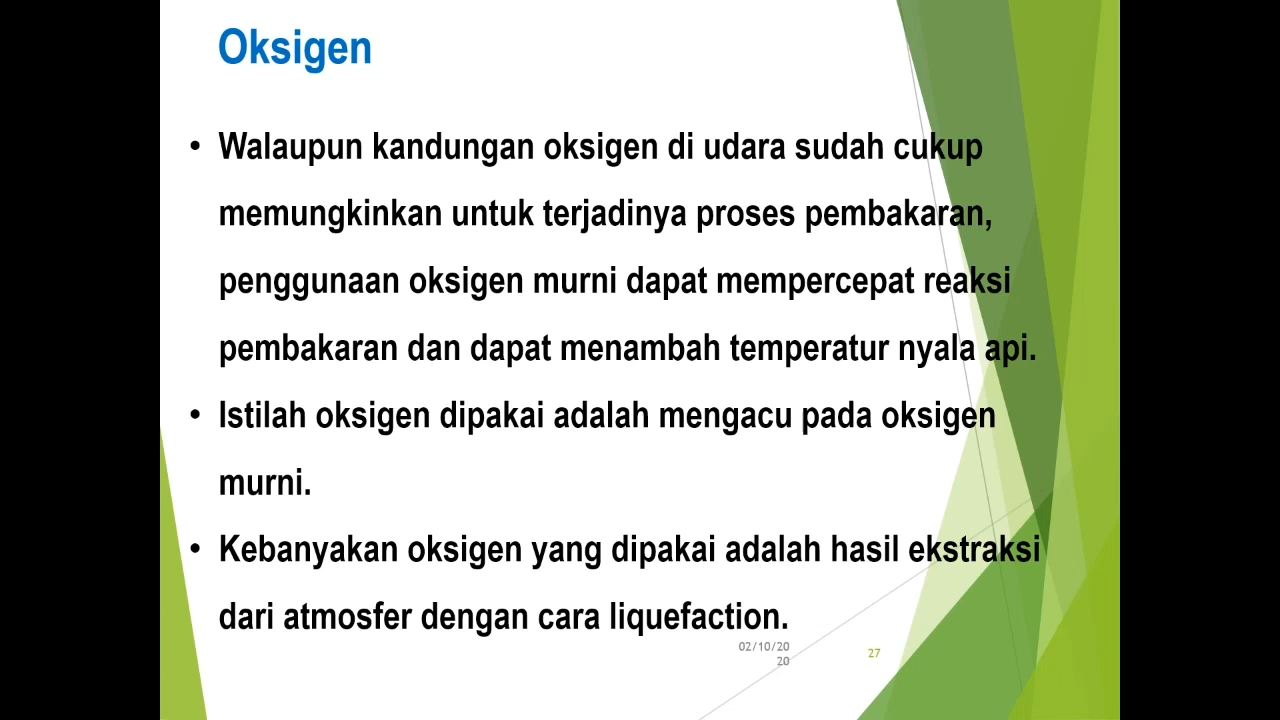 Oksigen
• Walaupun kandungan oksigen di udara sudah cukup
memungkinkan untuk terjadinya proses pembakaran,
penggunaan oksigen murni dapat mempercepat reaksi
pembakaran dan dapat menambah temperatur nyala api.
• Istilah oksigen dipakai adalah mengacu pada oksigen
murni.
• Kebanyakan oksigen yang dipakai adalah hasil ekstraksi
dari atmosfer dengan cara liquefaction.
02/10/20
20
27